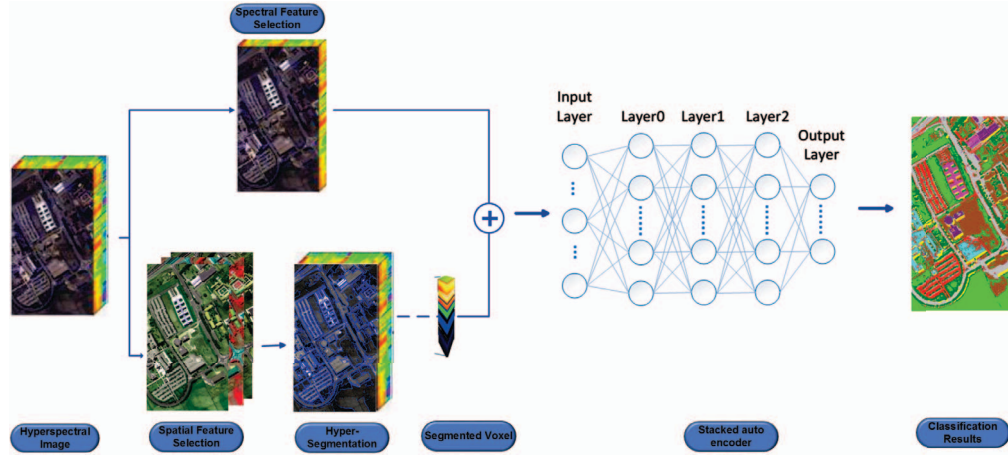 Spectral Feature
Selection
Input
Layer
Layer0
Layer1
Layer2
Output
Layer
Hyperspectral
Image
Spatial Feature
Selection
Hyper-
Segmentation
Segmented Voxel
Stacked auto
encoder
Classification
Results